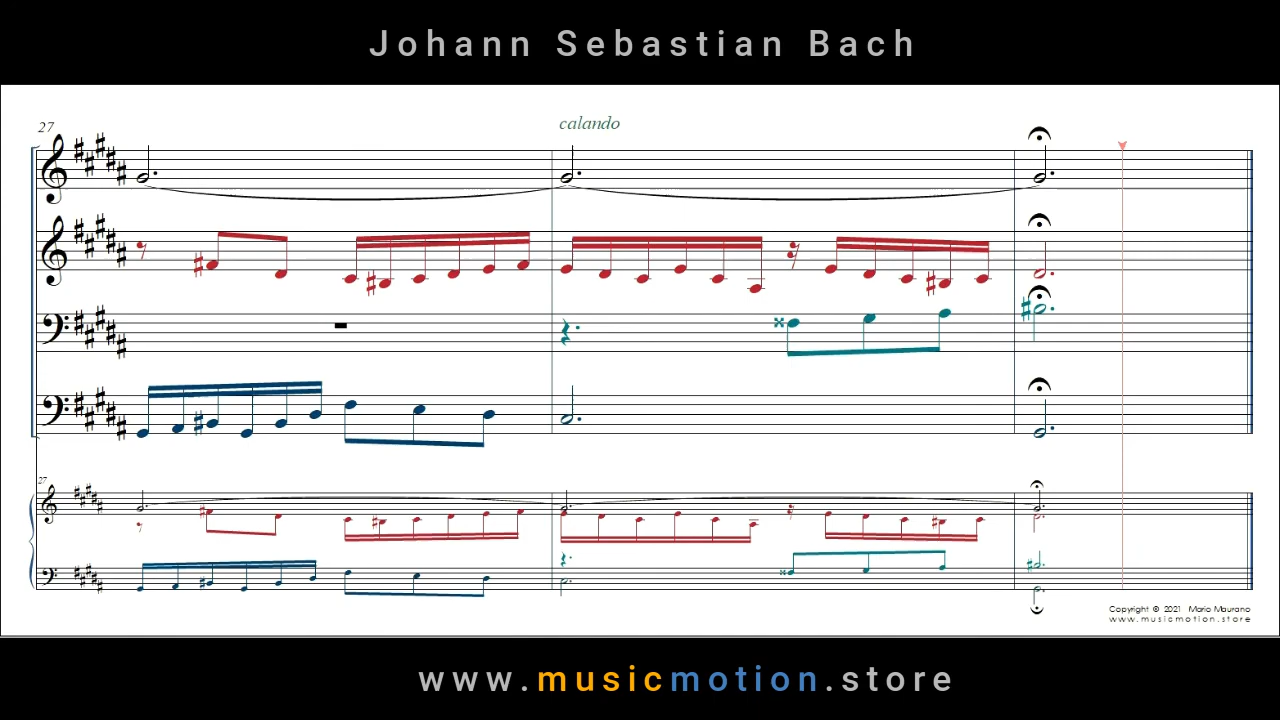 Johann Sebastian Bach
27
calando
27
Copyright © 2021 Mario Maurano
www.musicmotion.store
www.musicmotion.store